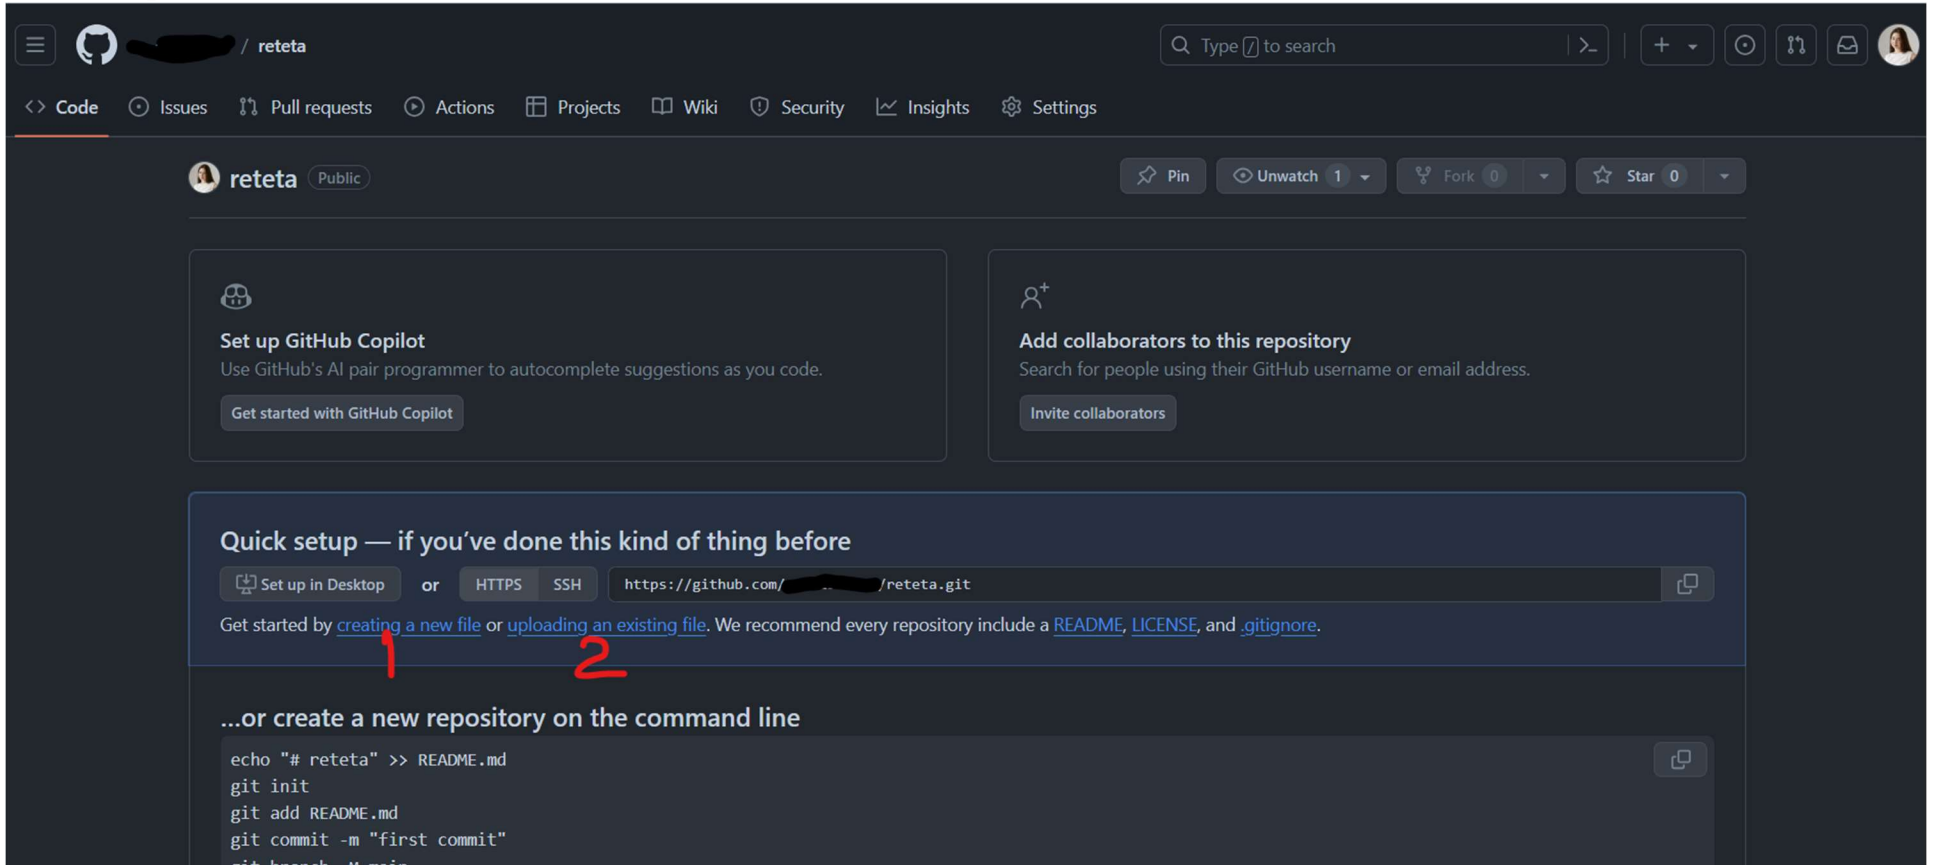 / reteta
Type / to search
Code Issues Pull requests Actions Projects Wiki Security Insights Settings
reteta Public
Pin Unwatch 1 Fork 0 Star 0
Set up GitHub Copilot
Use GitHub's AI pair programmer to autocomplete suggestions as you code.
Get started with GitHub Copilot
Add collaborators to this repository
Search for people using their GitHub username or email address.
Invite collaborators
Quick setup — if you’ve done this kind of thing before
Set up in Desktop or HTTPS SSH https://github.com/ /reteta.git
Get started by creating a new file or uploading an existing file. We recommend every repository include a README, LICENSE, and .gitignore.
1 2
...or create a new repository on the command line
echo "# reteta" >> README.md
git init
git add README.md
git commit -m "first commit"
git branch -M main